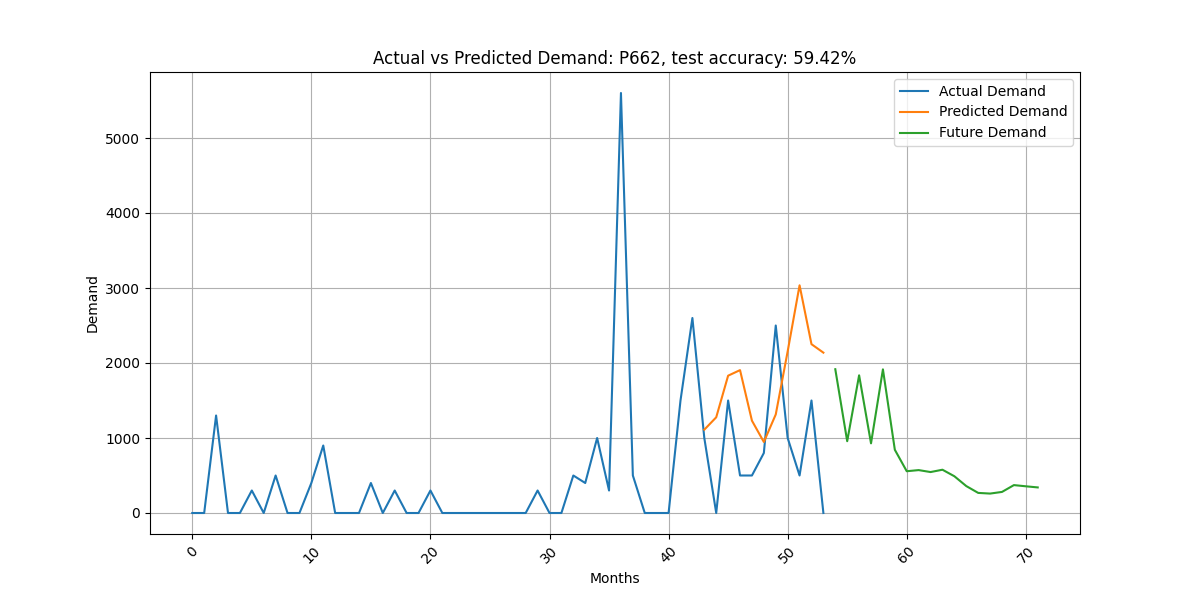 Actual vs Predicted Demand: P662, test accuracy: 59.42%
Actual Demand
Predicted Demand
Future Demand
5000
4000
3000
2000
1000
0
Demand
0
10
20
30
40
50
60
70
Months